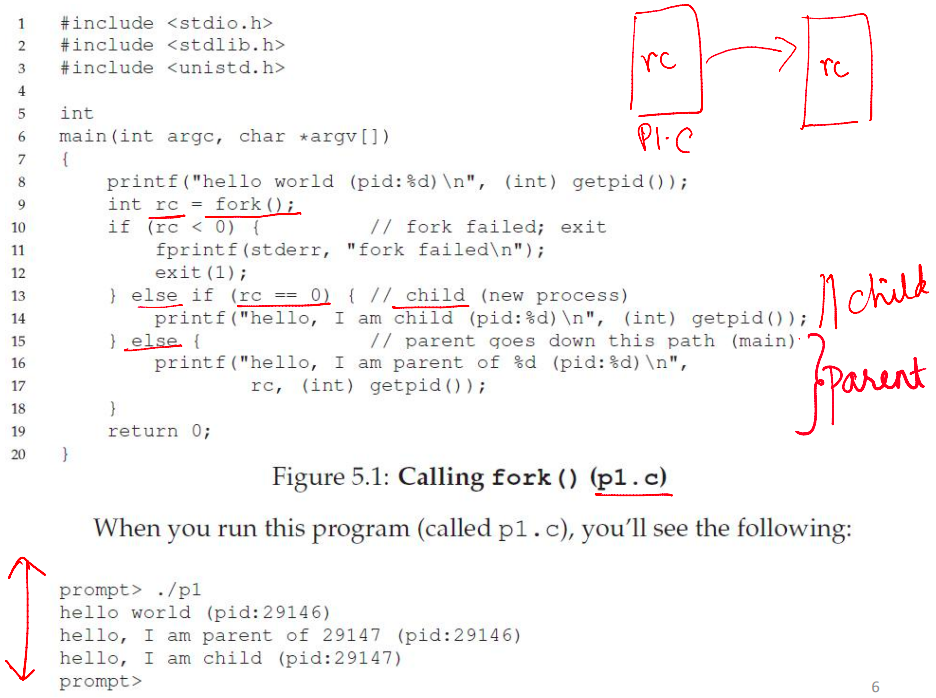 1 #include <stdio.h>
2 #include <stdlib.h>
3 #include <unistd.h>
4
5 int
6 main(int argc, char *argv[])
7 {
8     printf("hello world (pid:%d)\n", (int) getpid());
9     int rc = fork();
10     if (rc < 0) {         // fork failed; exit
11         fprintf(stderr, "fork failed\n");
12         exit(1);
13     } else if (rc == 0) { // child (new process)
14         printf("hello, I am child (pid:%d)\n", (int) getpid());
15     } else {              // parent goes down this path (main)
16         printf("hello, I am parent of %d (pid:%d)\n",
17                 rc, (int) getpid());
18     }
19     return 0;
20 }
rc rc
P1.C
child
Parent
Figure 5.1: Calling fork() (p1.c)
When you run this program (called p1.c), you'll see the following:
prompt> ./p1
hello world (pid:29146)
hello, I am parent of 29147 (pid:29146)
hello, I am child (pid:29147)
prompt>
6